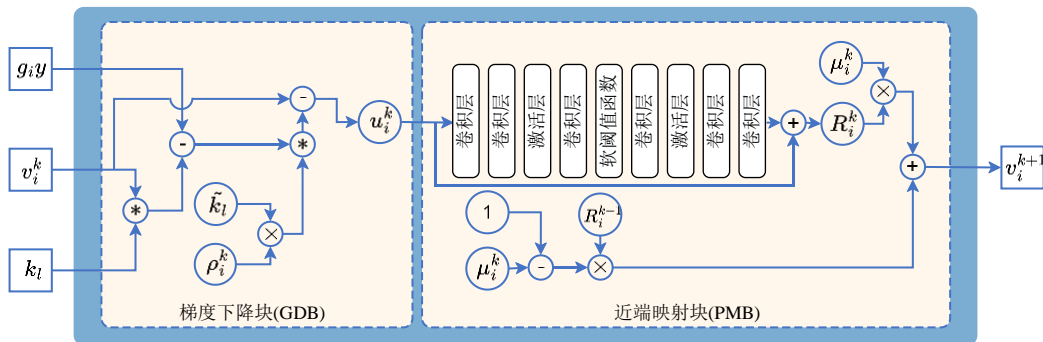 g_i y
v_i^k
k_l
*
-
-
*
k̃_l
×
ρ_i^k
u_i^k
梯度下降块(GDB)
卷积层
卷积层
激活层
卷积层
软阈值函数
卷积层
激活层
卷积层
卷积层
+
R_i^k
μ_i^k
×
+
1
μ_i^k
-
R_i^{k-1}
×
近端映射块(PMB)
v_i^{k+1}